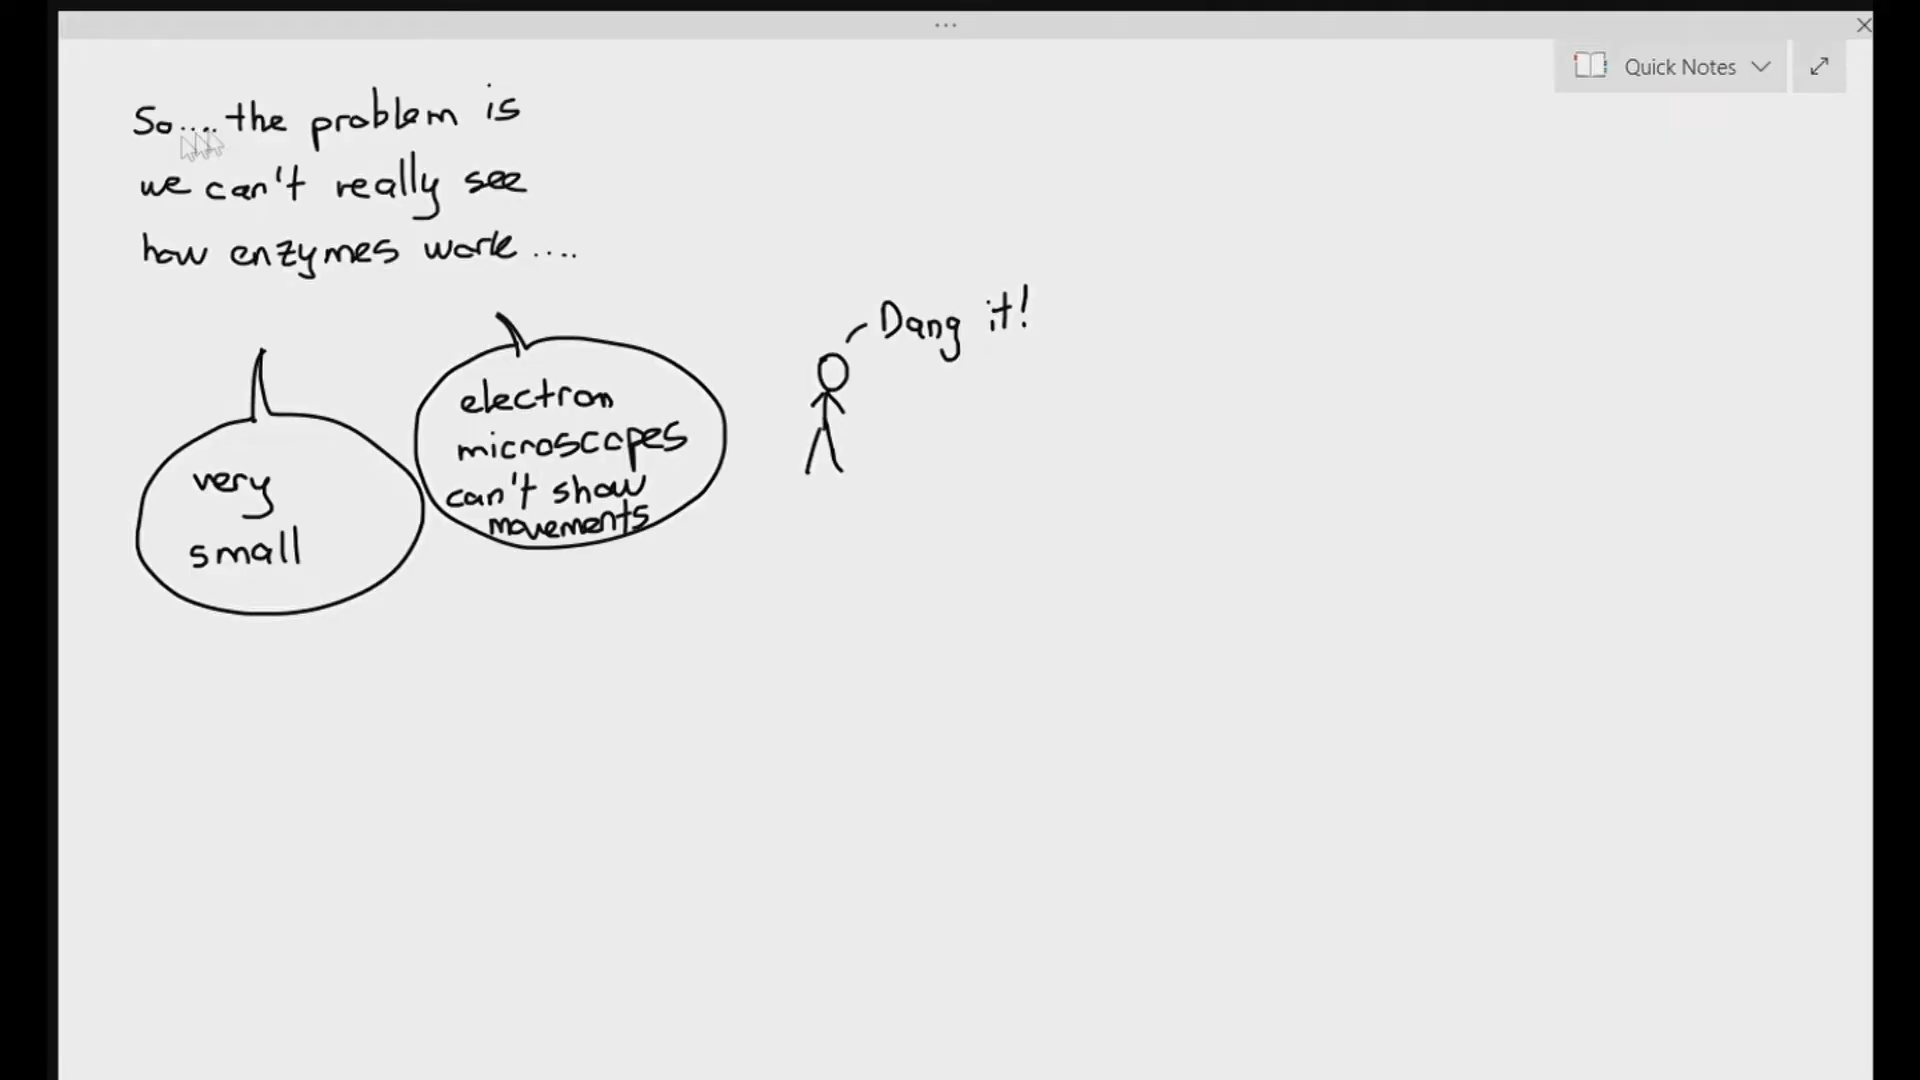 Quick Notes
So....the problem is
we can't really see
how enzymes work ....
Dang it!
electron
microscopes
can't show
movements
very
small